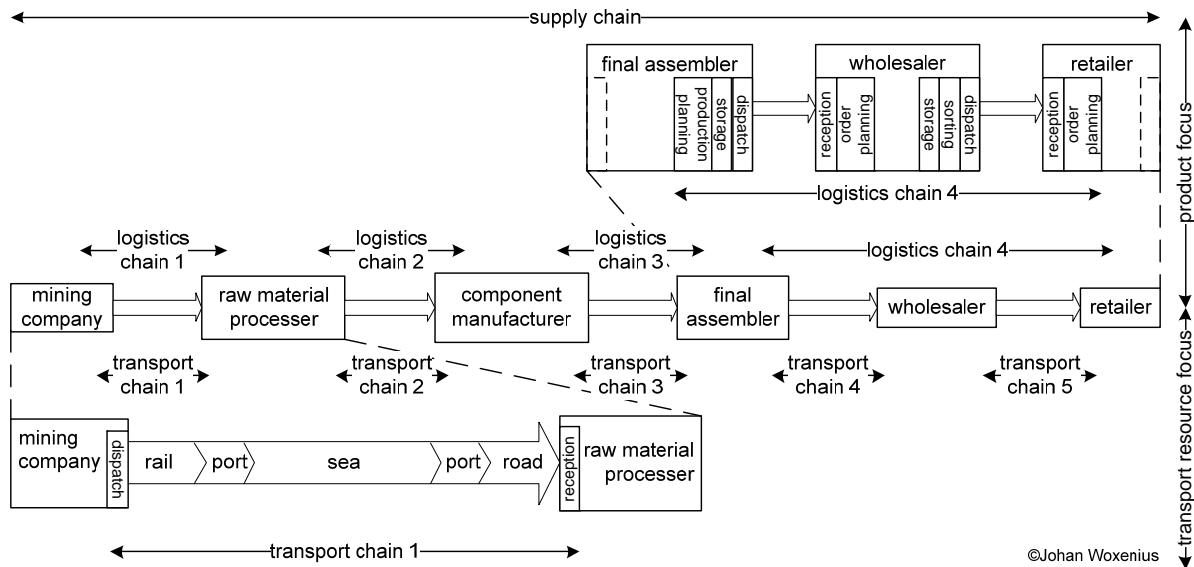 supply chain
final assembler
planning
production
storage
dispatch
wholesaler
reception
order
planning
storage
sorting
dispatch
retailer
reception
order
planning
logistics chain 4
product focus
logistics
chain 1
logistics
chain 2
logistics
chain 3
logistics chain 4
mining
company
raw material
processer
component
manufacturer
final
assembler
wholesaler
retailer
transport
chain 1
transport
chain 2
transport
chain 3
transport
chain 4
transport
chain 5
transport resource focus
mining
company
dispatch
rail
port
sea
port
road
reception
raw material
processer
transport chain 1
©Johan Woxenius